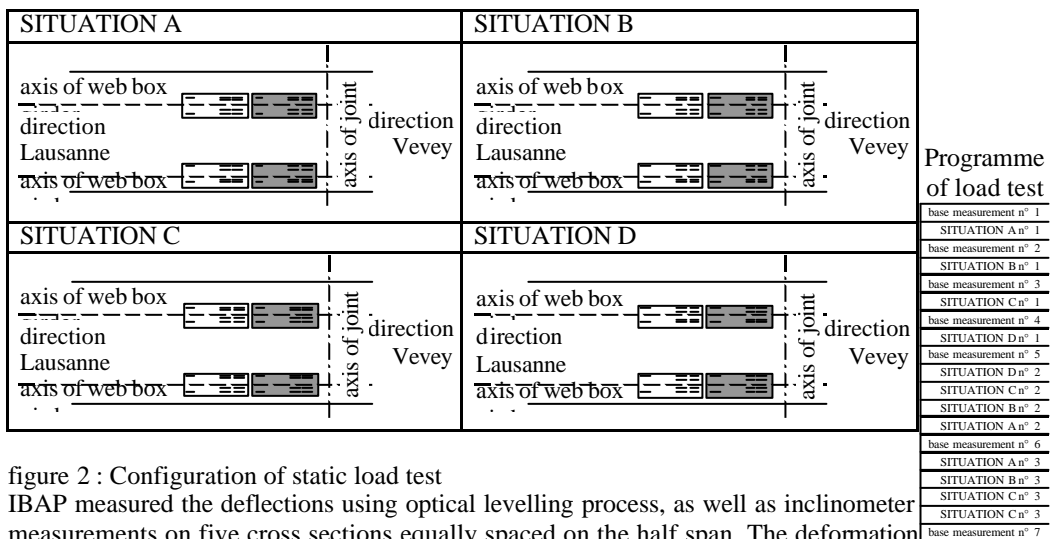 SITUATION A
axis of web box
direction
Lausanne
axis of web box
axis of joint
direction
Vevey
SITUATION B
axis of web box
direction
Lausanne
axis of web box
axis of joint
direction
Vevey
SITUATION C
axis of web box
direction
Lausanne
axis of web box
axis of joint
direction
Vevey
SITUATION D
axis of web box
direction
Lausanne
axis of web box
axis of joint
direction
Vevey
Programme
of load test
base measurement n° 1
SITUATION A n° 1
base measurement n° 2
SITUATION B n° 1
base measurement n° 3
SITUATION C n° 1
base measurement n° 4
SITUATION D n° 1
base measurement n° 5
SITUATION D n° 2
SITUATION C n° 2
SITUATION B n° 2
SITUATION A n° 2
base measurement n° 6
SITUATION A n° 3
SITUATION B n° 3
SITUATION C n° 3
SITUATION C n° 3
base measurement n° 7
figure 2 : Configuration of static load test
IBAP measured the deflections using optical levelling process, as well as inclinometer
measurements on five cross sections equally spaced on the half span. The deformation